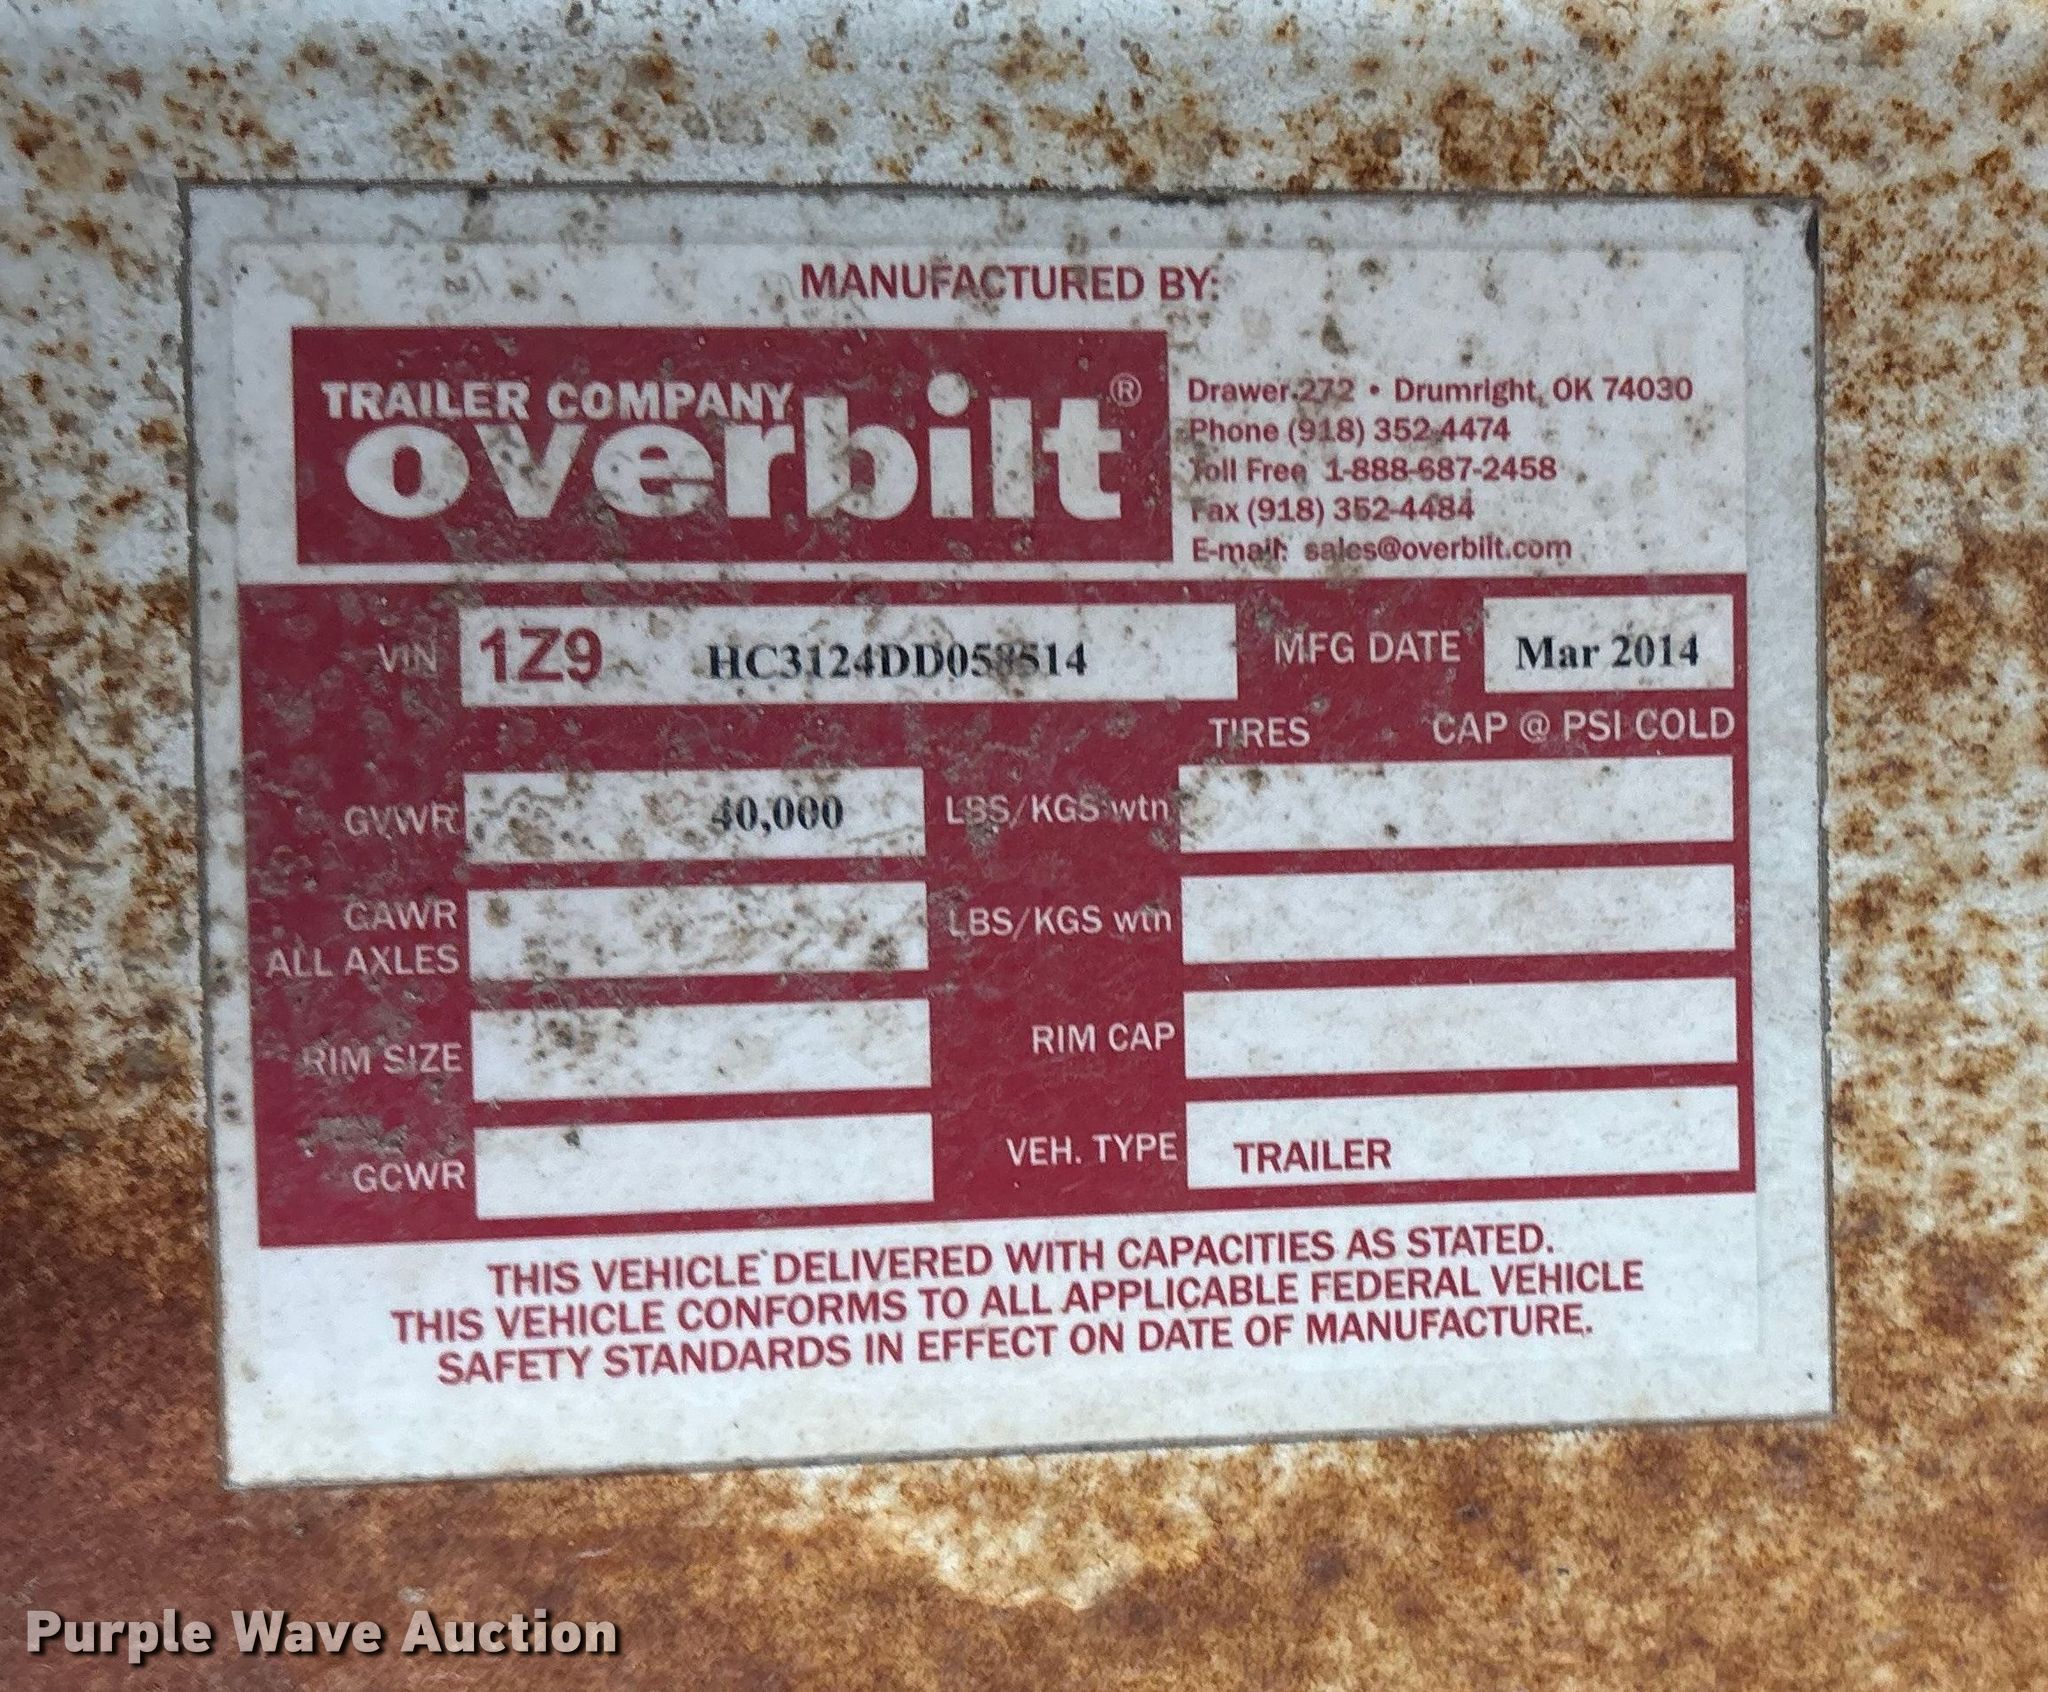 MANUFACTURED BY:
TRAILER COMPANY
overbilt®
Drawer 272 • Drumright, OK 74030
Phone (918) 352-4474
Toll Free 1-888-687-2458
Fax (918) 352-4484
E-mail: sales@overbilt.com
VIN 1Z9 HC3124DD058514 MFG DATE Mar 2014
TIRES CAP @ PSI COLD
GVWR 40,000 LBS/KGS wtn
GAWR
ALL AXLES LBS/KGS wtn
RIM SIZE RIM CAP
GCWR VEH. TYPE TRAILER
THIS VEHICLE DELIVERED WITH CAPACITIES AS STATED.
THIS VEHICLE CONFORMS TO ALL APPLICABLE FEDERAL VEHICLE
SAFETY STANDARDS IN EFFECT ON DATE OF MANUFACTURE.
Purple Wave Auction